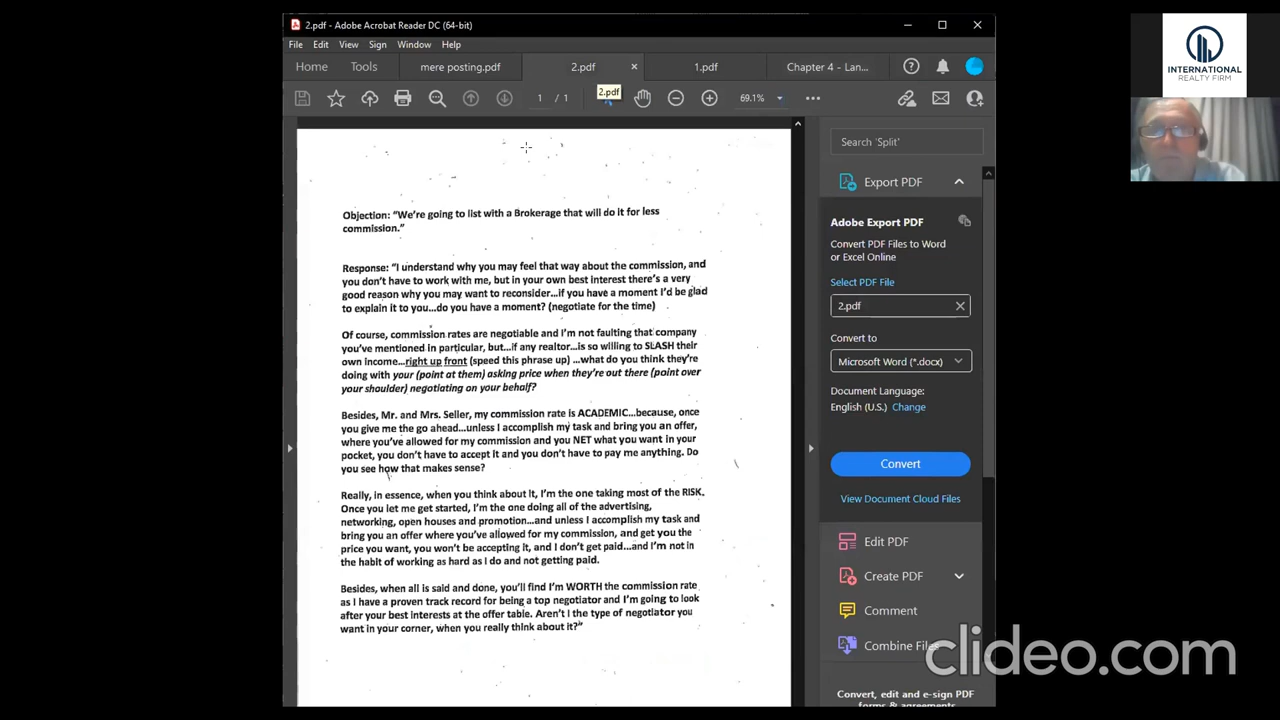 2.pdf - Adobe Acrobat Reader DC (64-bit)
File Edit View Sign Window Help
Home Tools mere posting.pdf 2.pdf × 1.pdf Chapter 4 - Lan...
1 / 1 69.1%
2.pdf
Objection: “We're going to list with a Brokerage that will do it for less
commission.”
Response: “I understand why you may feel that way about the commission, and
you don't have to work with me, but in your own best interest there's a very
good reason why you may want to reconsider...if you have a moment I'd be glad
to explain it to you...do you have a moment? (negotiate for the time)
Of course, commission rates are negotiable and I'm not faulting that company
you've mentioned in particular, but...if any realtor...is so willing to SLASH their
own income...right up front (speed this phrase up) ...what do you think they're
doing with your (point at them) asking price when they're out there (point over
your shoulder) negotiating on your behalf?
Besides, Mr. and Mrs. Seller, my commission rate is ACADEMIC...because, once
you give me the go ahead...unless I accomplish my task and bring you an offer,
where you've allowed for my commission and you NET what you want in your
pocket, you don't have to accept it and you don't have to pay me anything. Do
you see how that makes sense?
Really, in essence, when you think about it, I'm the one taking most of the RISK.
Once you let me get started, I'm the one doing all of the advertising,
networking, open houses and promotion...and unless I accomplish my task and
bring you an offer where you've allowed for my commission, and get you the
price you want, you won't be accepting it, and I don't get paid...and I'm not in
the habit of working as hard as I do and not getting paid.
Besides, when all is said and done, you'll find I'm WORTH the commission rate
as I have a proven track record for being a top negotiator and I'm going to look
after your best interests at the offer table. Aren't I the type of negotiator you
want in your corner, when you really think about it?”
Search 'Split'
Export PDF
Adobe Export PDF
Convert PDF Files to Word
or Excel Online
Select PDF File
2.pdf
Convert to
Microsoft Word (*.docx)
Document Language:
English (U.S.) Change
Convert
View Document Cloud Files
Edit PDF
Create PDF
Comment
Combine Files
Convert, edit and e-sign PDF
forms & agreements
INTERNATIONAL
REALTY FIRM
clideo.com